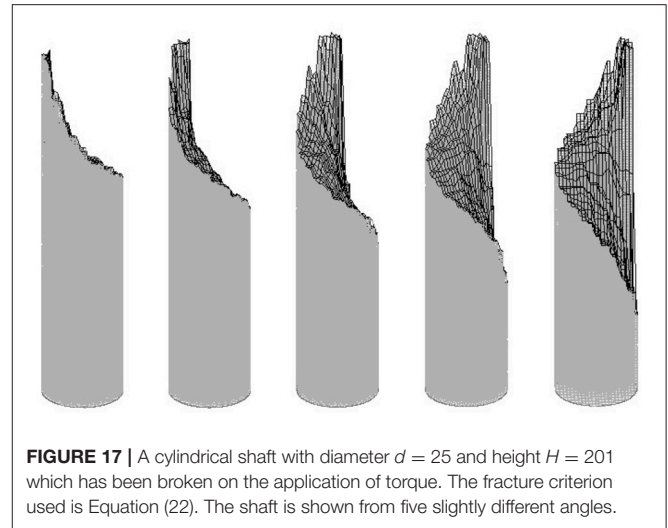 FIGURE 17 | A cylindrical shaft with diameter d = 25 and height H = 201
which has been broken on the application of torque. The fracture criterion
used is Equation (22). The shaft is shown from five slightly different angles.